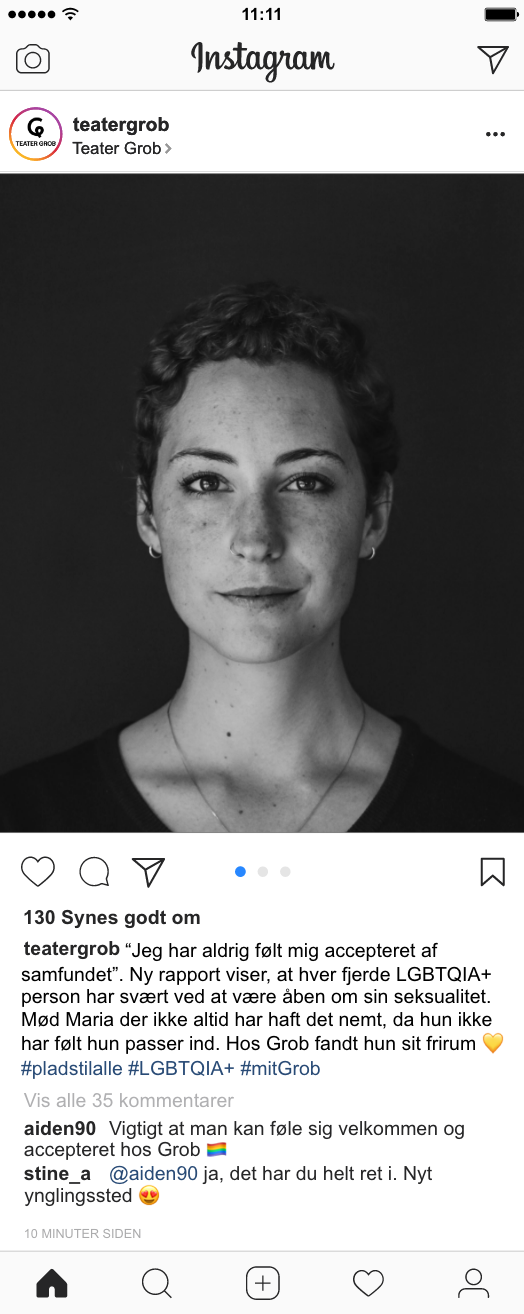 11:11
Instagram
TEATER GROB
teatergrob
Teater Grob
130 Synes godt om
teatergrob “Jeg har aldrig følt mig accepteret af
samfundet”. Ny rapport viser, at hver fjerde LGBTQIA+
person har svært ved at være åben om sin seksualitet.
Mød Maria der ikke altid har haft det nemt, da hun ikke
har følt hun passer ind. Hos Grob fandt hun sit frirum 💛
#pladstilalle #LGBTQIA+ #mitGrob
Vis alle 35 kommentarer
aiden90 Vigtigt at man kan føle sig velkommen og
accepteret hos Grob 🏳️‍🌈
stine_a @aiden90 ja, det har du helt ret i. Nyt
ynglingssted 😍
10 MINUTER SIDEN